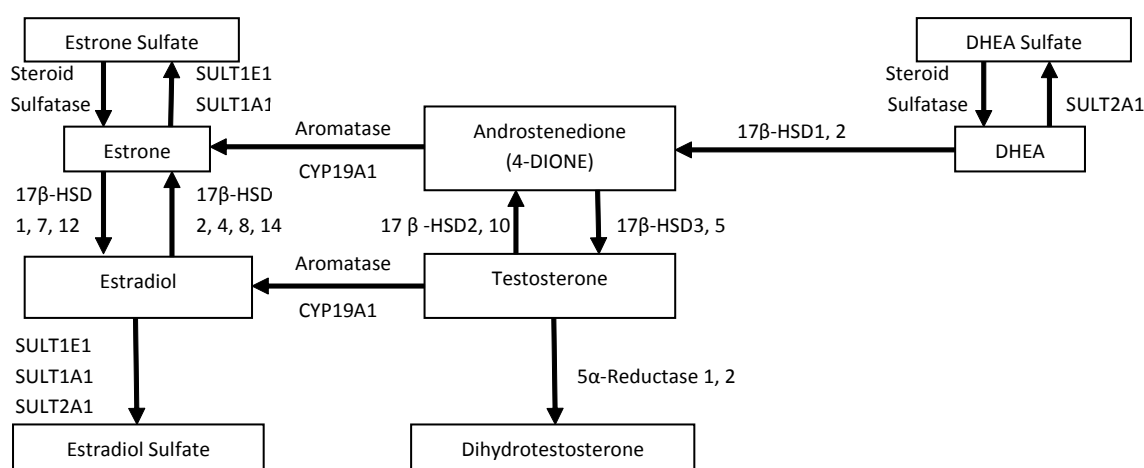 Estrone Sulfate
DHEA Sulfate
Steroid
Sulfatase
SULT1E1
SULT1A1
Steroid
Sulfatase
SULT2A1
Estrone
Aromatase
CYP19A1
Androstenedione
(4-DIONE)
17β-HSD1, 2
DHEA
17β-HSD
1, 7, 12
17β-HSD
2, 4, 8, 14
17 β -HSD2, 10
17β-HSD3, 5
Estradiol
Aromatase
CYP19A1
Testosterone
SULT1E1
SULT1A1
SULT2A1
5α-Reductase 1, 2
Estradiol Sulfate
Dihydrotestosterone